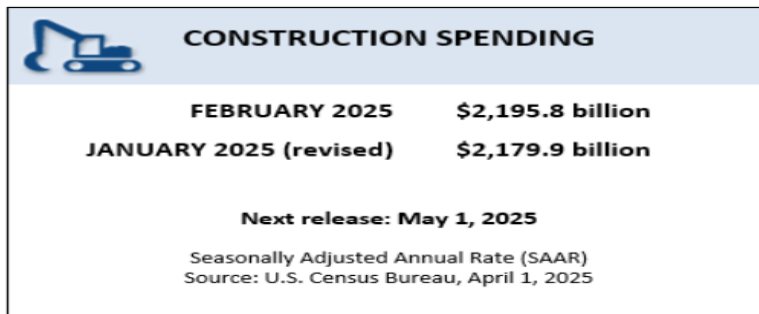 CONSTRUCTION SPENDING
FEBRUARY 2025 $2,195.8 billion
JANUARY 2025 (revised) $2,179.9 billion
Next release: May 1, 2025
Seasonally Adjusted Annual Rate (SAAR)
Source: U.S. Census Bureau, April 1, 2025